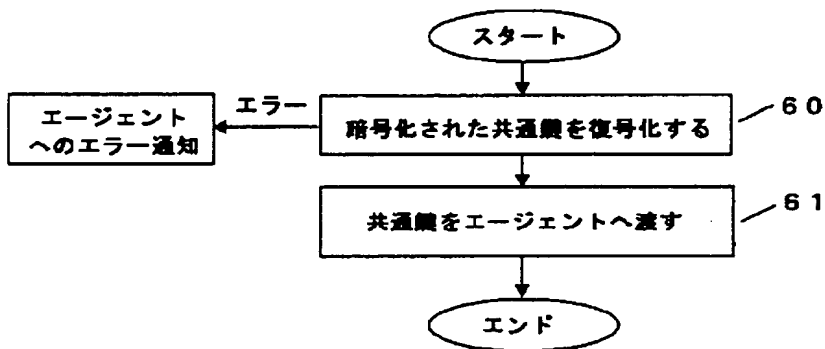 スタート
エラー
エージェント
へのエラー通知
暗号化された共通鍵を復号化する
60
共通鍵をエージェントへ渡す
61
エンド